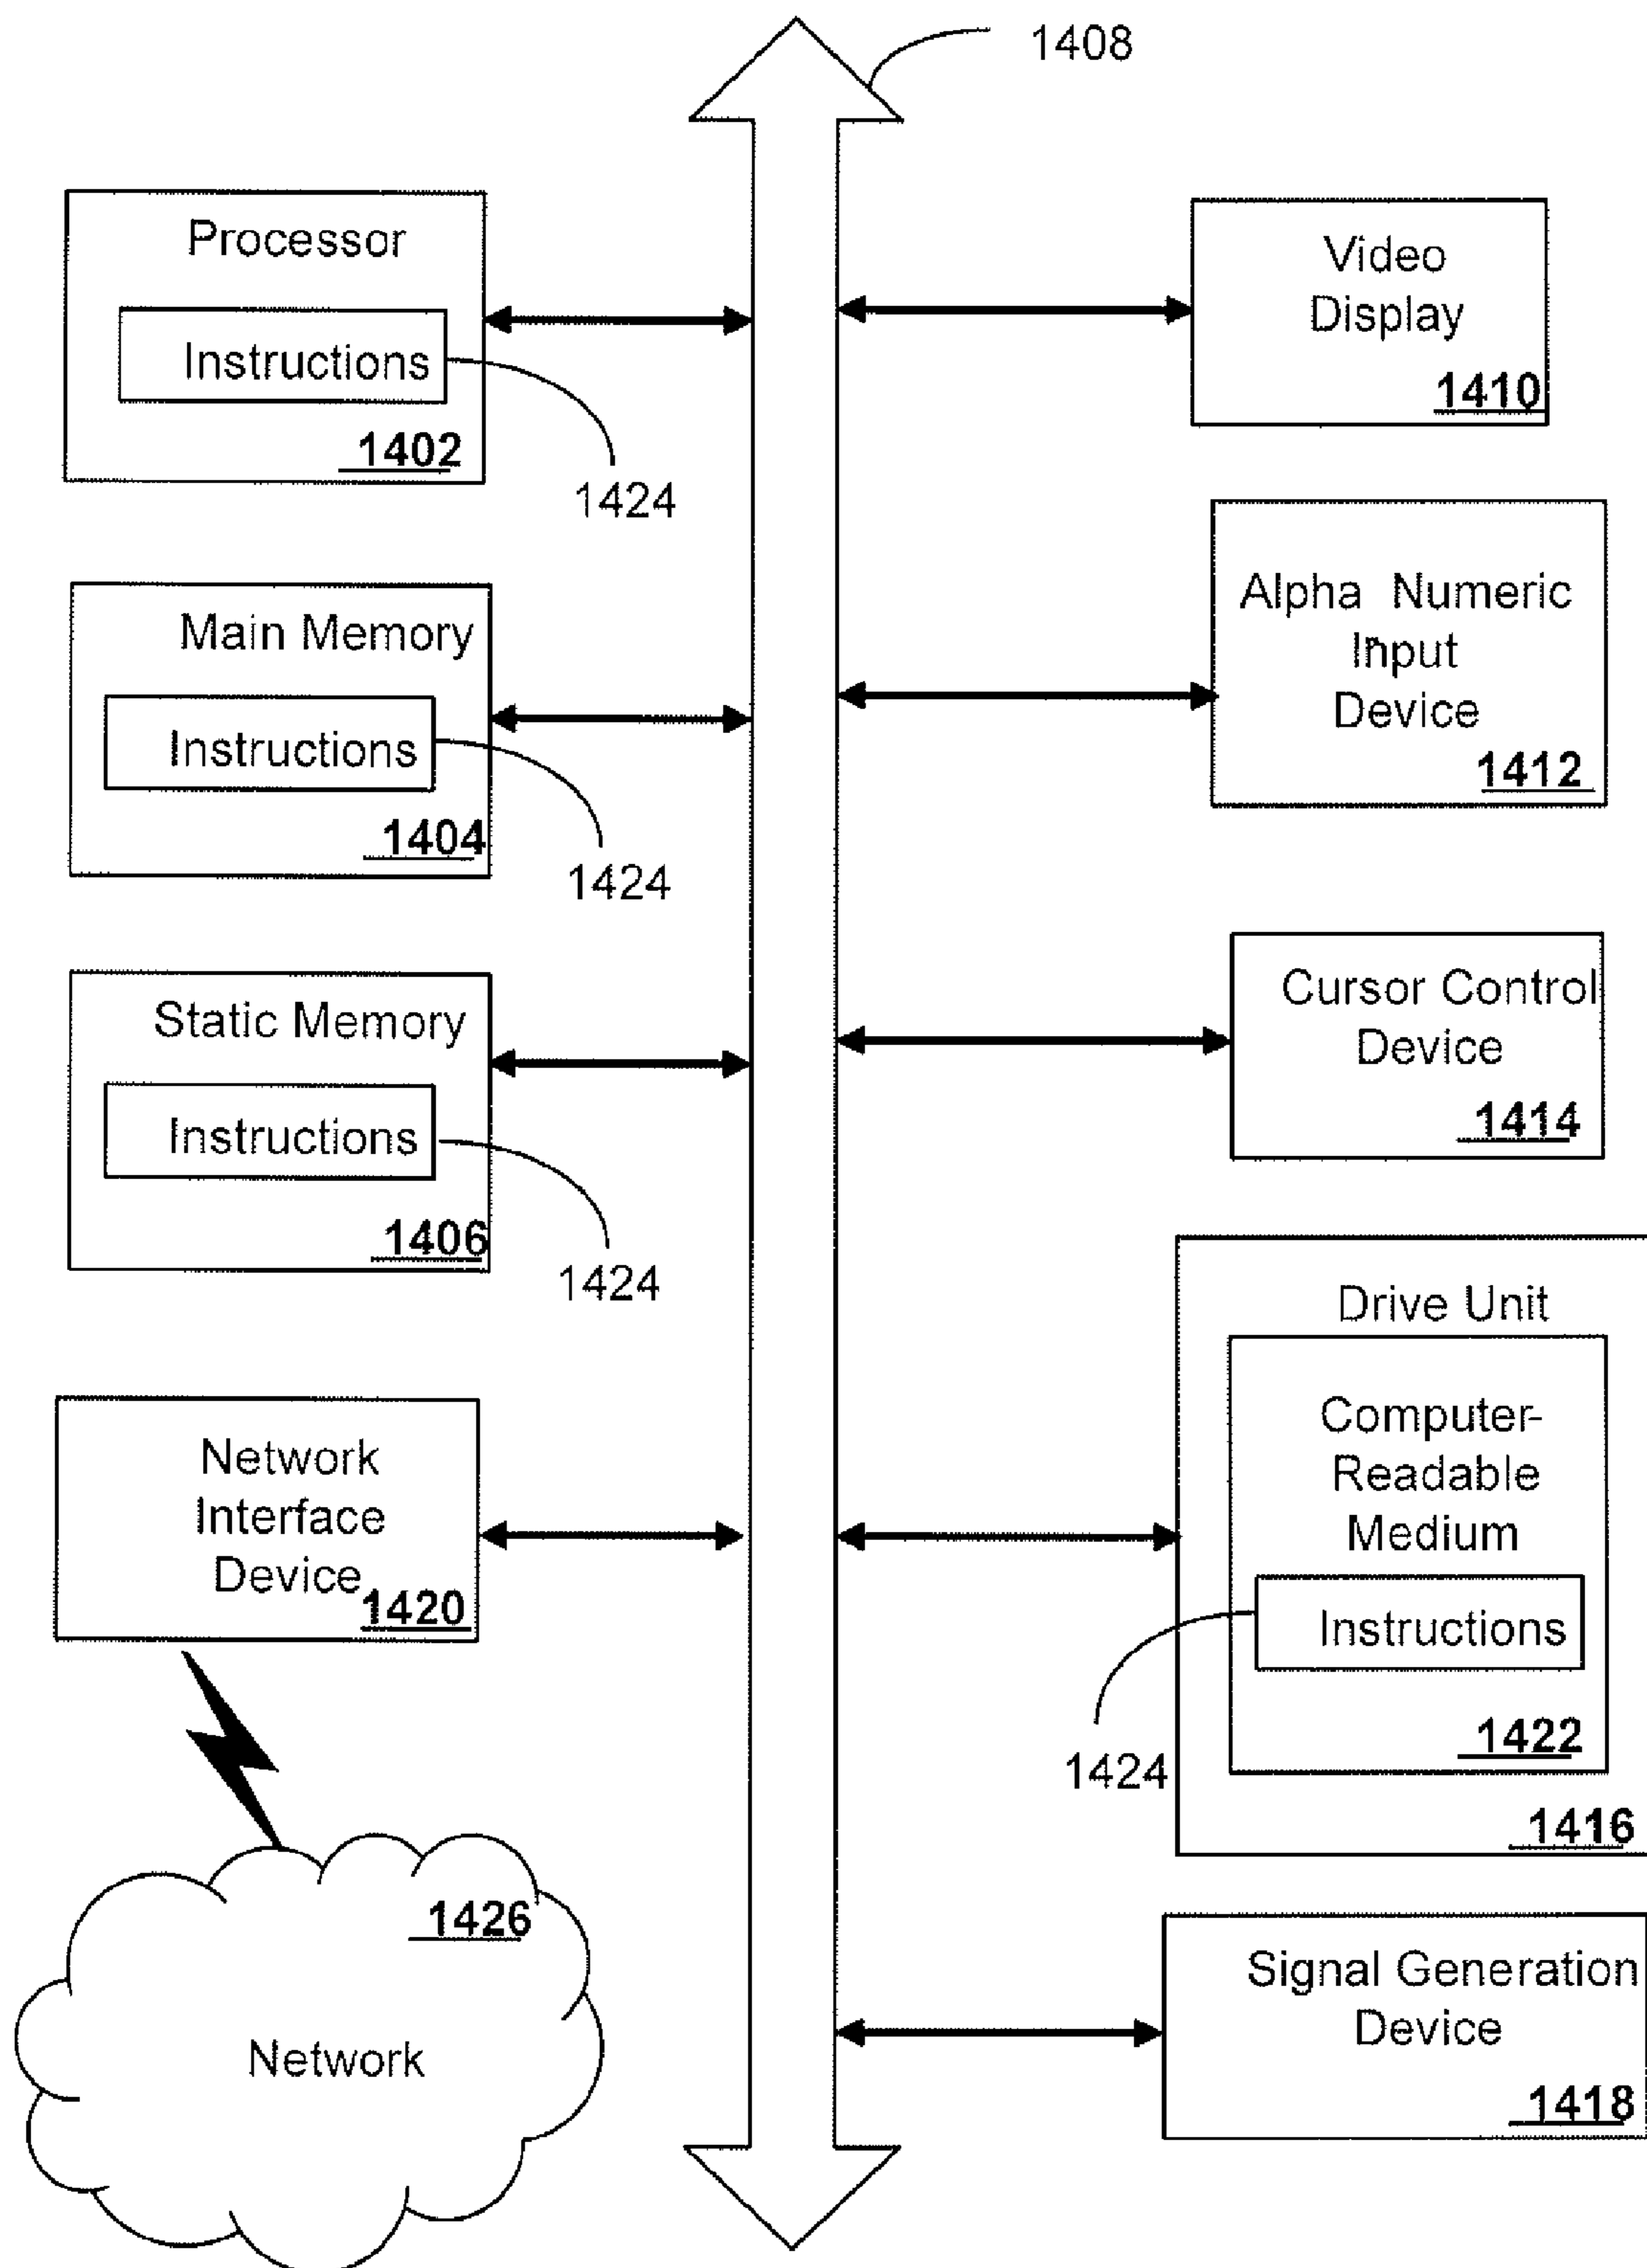 1408
Processor
Instructions
1402
1424
Main Memory
Instructions
1404
1424
Static Memory
Instructions
1406
1424
Network
Interface
Device
1420
1426
Network
Video
Display
1410
Alpha Numeric
Input
Device
1412
Cursor Control
Device
1414
Drive Unit
Computer-
Readable
Medium
Instructions
1422
1424
1416
Signal Generation
Device
1418